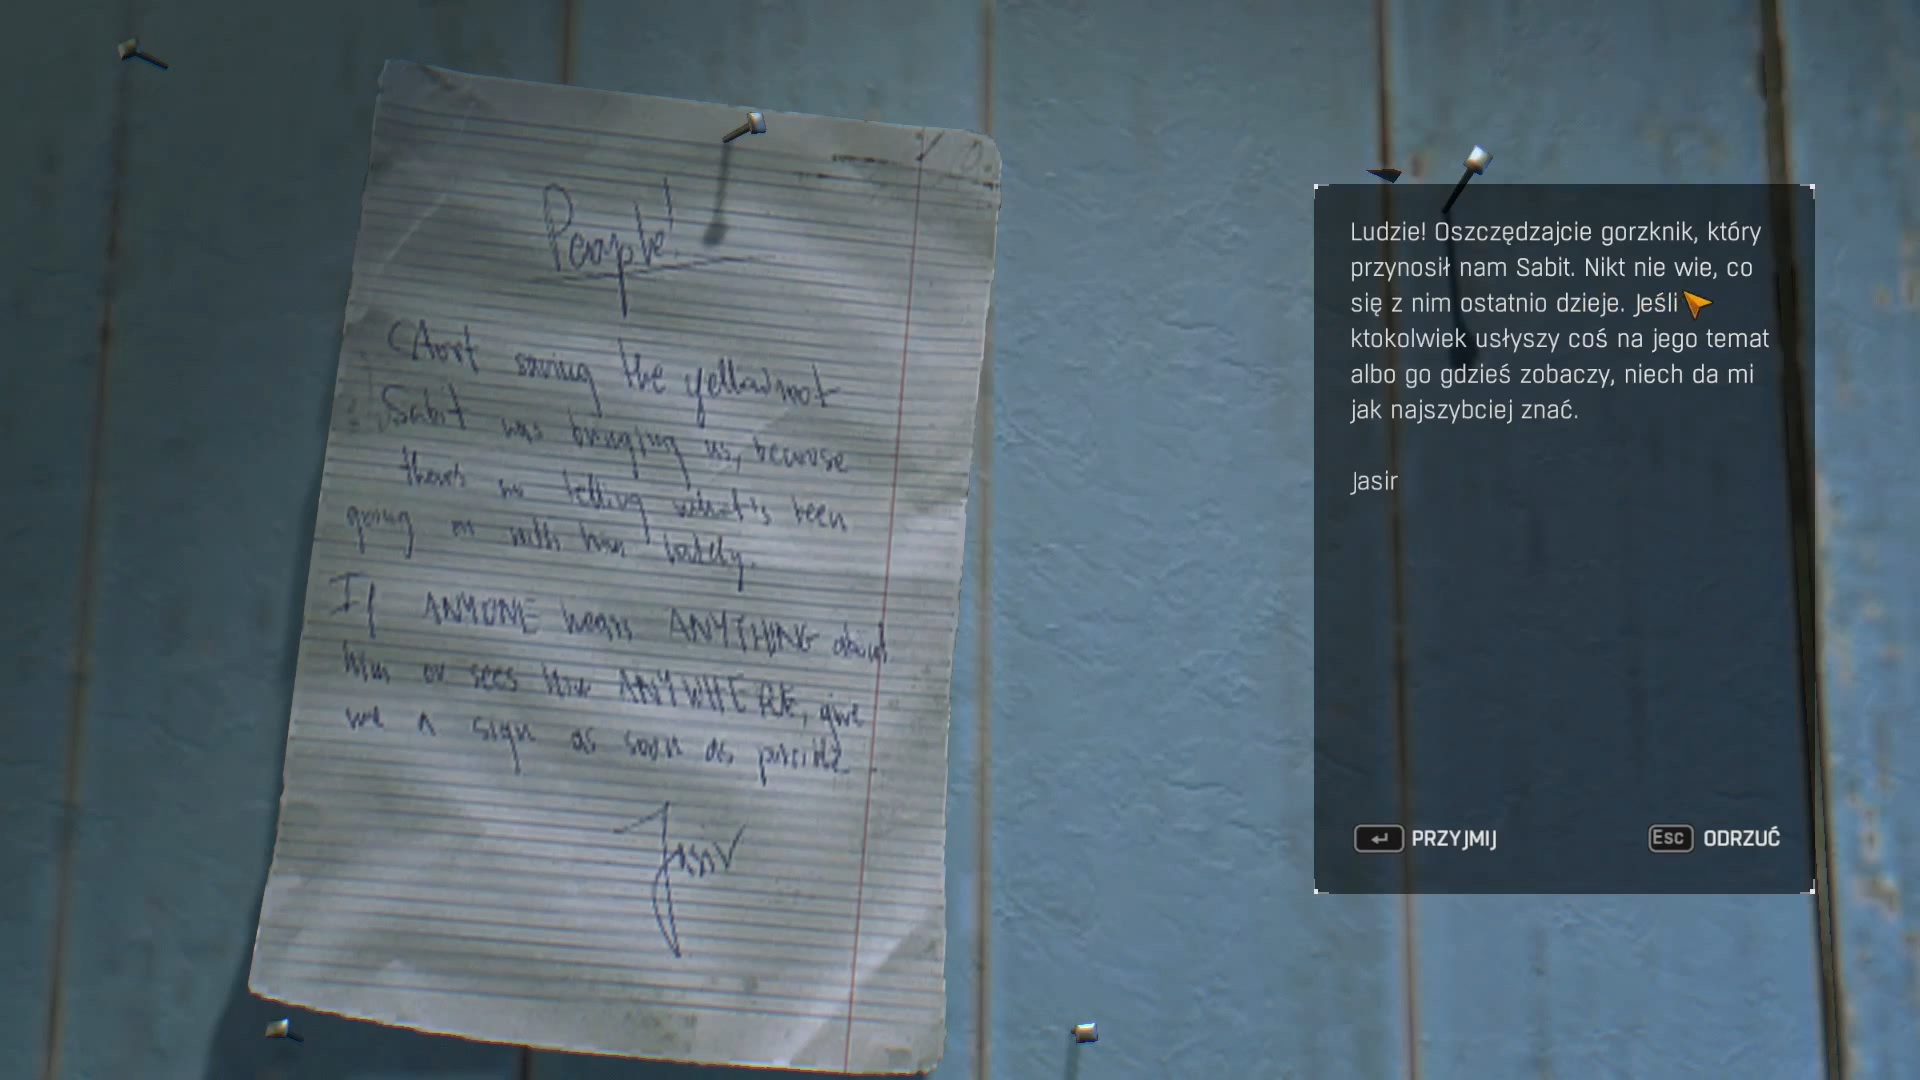 People!
Start saving the yellowroot
Sabit was bringing us, because
there's no telling what's been
going on with him lately.
If ANYONE hears ANYTHING about
him or sees him ANYWHERE, give
me a sign as soon as
Jasir
Ludzie! Oszczędzajcie gorzknik, który
przynosił nam Sabit. Nikt nie wie, co
się z nim ostatnio dzieje. Jeśli
ktokolwiek usłyszy coś na jego temat
albo go gdzieś zobaczy, niech da mi
jak najszybciej znać.
Jasir
PRZYJMIJ
Esc ODRZUĆ